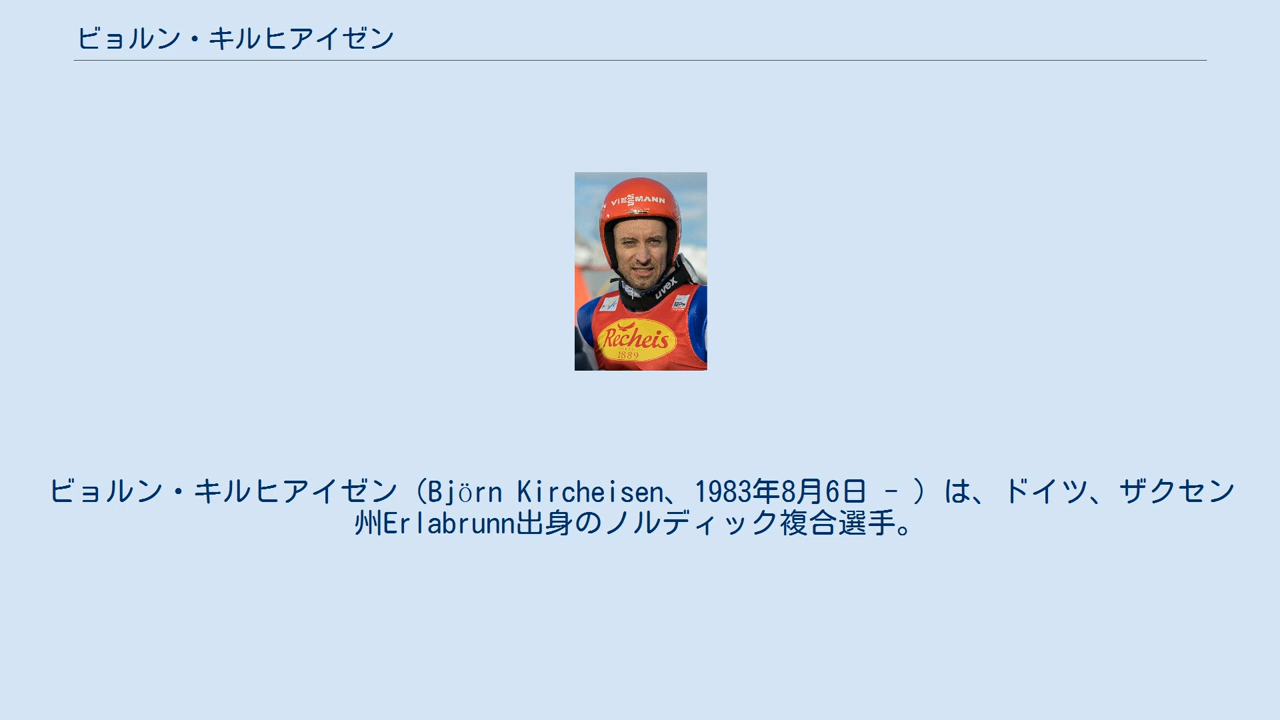 ビョルン・キルヒアイゼン
VIESSMANN
uvex
Recheis
1889
ビョルン・キルヒアイゼン（Björn Kircheisen、1983年8月6日 - ）は、ドイツ、ザクセン
州Erlabrunn出身のノルディック複合選手。